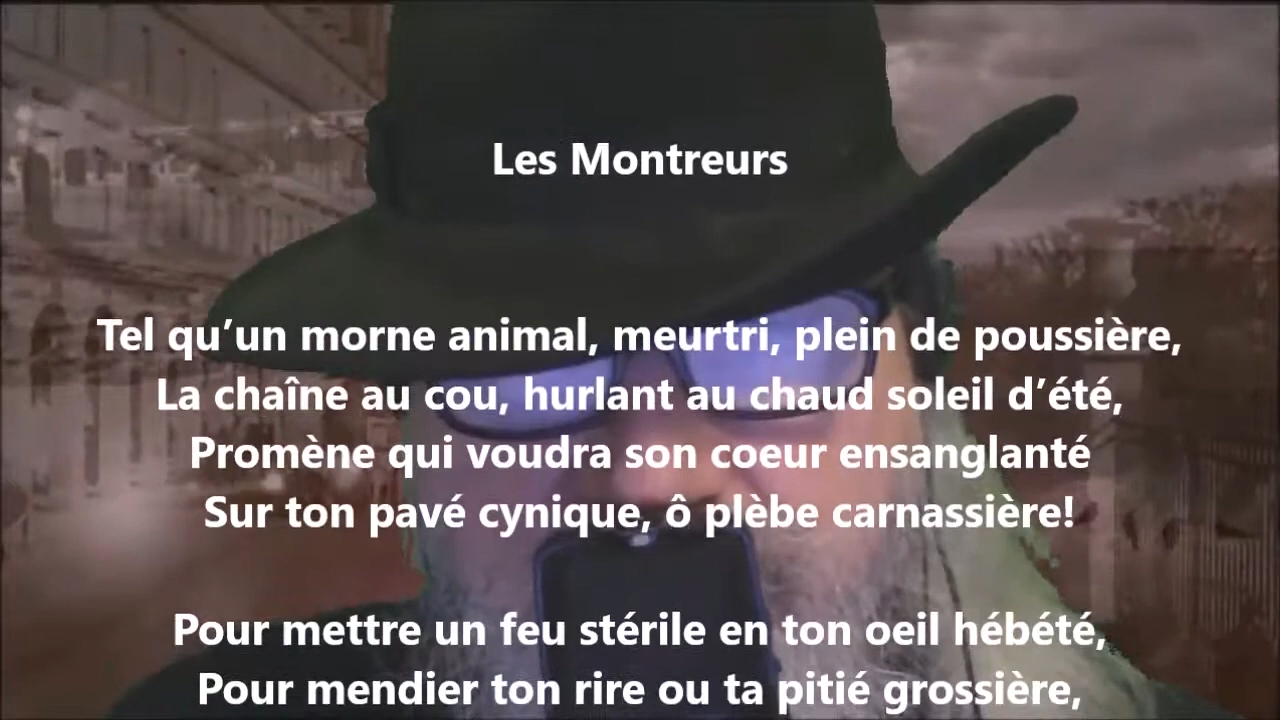 Les Montreurs
Tel qu’un morne animal, meurtri, plein de poussière,
La chaîne au cou, hurlant au chaud soleil d’été,
Promène qui voudra son coeur ensanglanté
Sur ton pavé cynique, ô plèbe carnassière!
Pour mettre un feu stérile en ton oeil hébété,
Pour mendier ton rire ou ta pitié grossière,